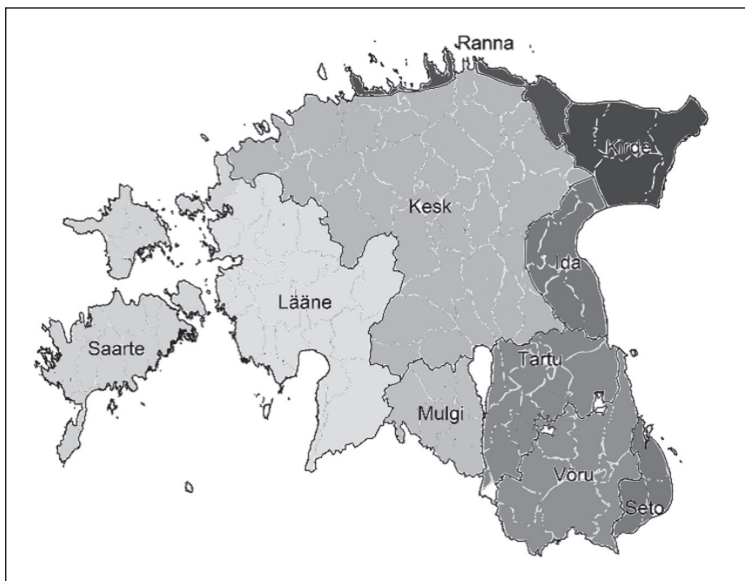 Ranna
Kirde
Kesk
Ida
Lääne
Saarte
Tartu
Mulgi
Võru
Seto